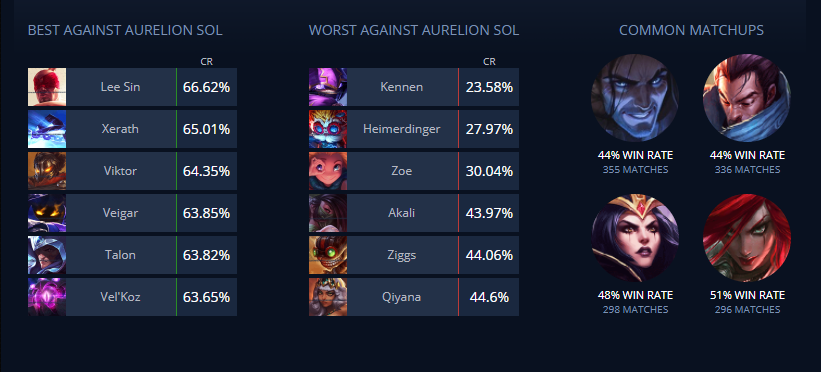 BEST AGAINST AURELION SOL
CR
Lee Sin 66.62%
Xerath 65.01%
Viktor 64.35%
Veigar 63.85%
Talon 63.82%
Vel'Koz 63.65%
WORST AGAINST AURELION SOL
CR
Kennen 23.58%
Heimerdinger 27.97%
Zoe 30.04%
Akali 43.97%
Ziggs 44.06%
Qiyana 44.6%
COMMON MATCHUPS
44% WIN RATE
355 MATCHES
44% WIN RATE
336 MATCHES
48% WIN RATE
298 MATCHES
51% WIN RATE
296 MATCHES